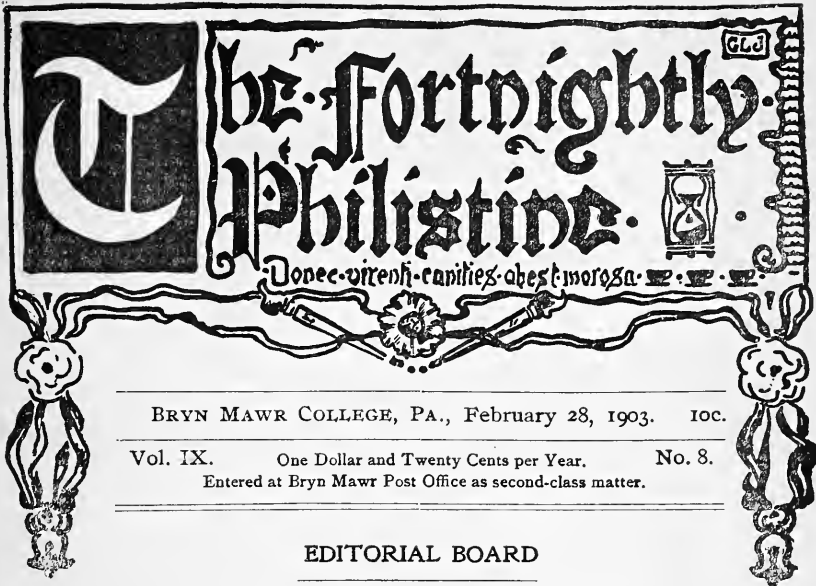 GLJ
The·Fortnightly·
Philistine·
·Donec·virenti·canities·abest·morosa·
BRYN MAWR COLLEGE, PA., February 28, 1903. 10C.
Vol. IX. One Dollar and Twenty Cents per Year. No. 8.
Entered at Bryn Mawr Post Office as second-class matter.
EDITORIAL BOARD